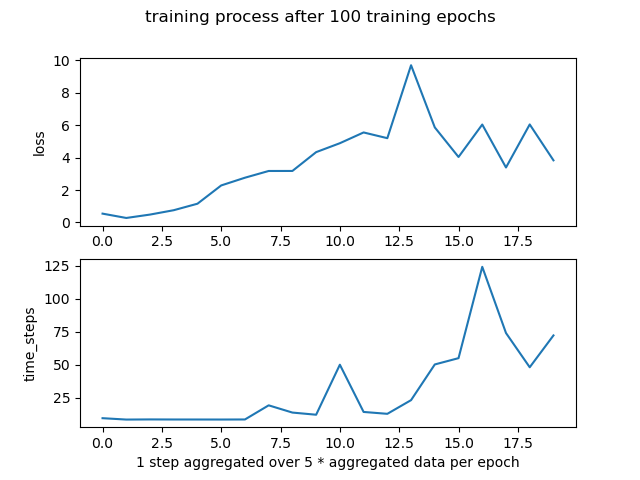 training process after 100 training epochs
10
8
6
4
2
0
loss
0.0 2.5 5.0 7.5 10.0 12.5 15.0 17.5
125
100
75
50
25
time_steps
0.0 2.5 5.0 7.5 10.0 12.5 15.0 17.5
1 step aggregated over 5 * aggregated data per epoch